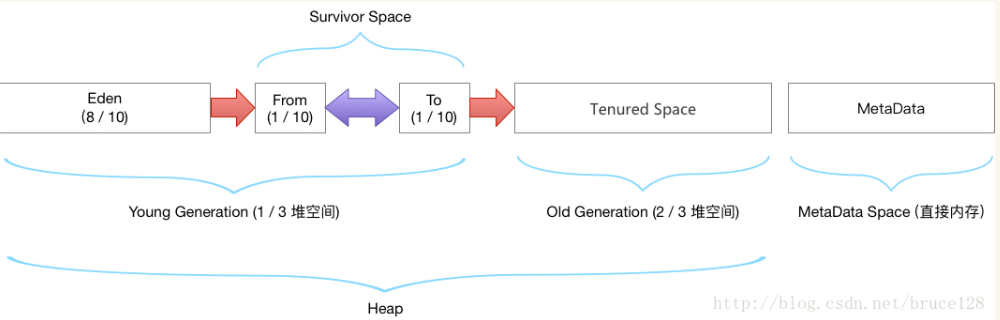 Survivor Space
Eden
(8 / 10)
From
(1 / 10)
To
(1 / 10)
Tenured Space
MetaData
Young Generation (1 / 3 堆空间)
Old Generation (2 / 3 堆空间)
MetaData Space (直接内存)
Heap
http://blog.csdn.net/bruce128